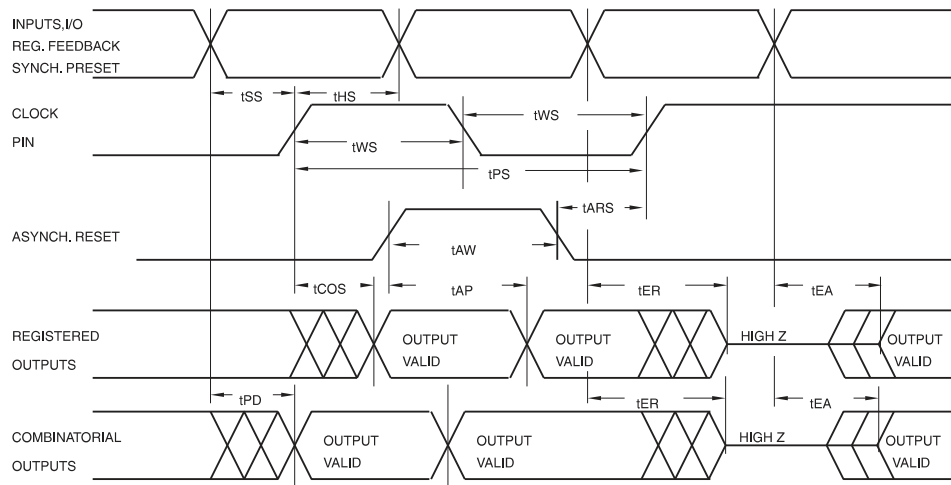 INPUTS,I/O
REG. FEEDBACK
SYNCH. PRESET
tSS
tHS
CLOCK
PIN
tWS
tWS
tPS
tARS
ASYNCH. RESET
tAW
tCOS
tAP
tER
tEA
REGISTERED
OUTPUTS
OUTPUT
VALID
OUTPUT
VALID
HIGH Z
OUTPUT
VALID
tPD
tER
tEA
COMBINATORIAL
OUTPUTS
OUTPUT
VALID
OUTPUT
VALID
HIGH Z
OUTPUT
VALID